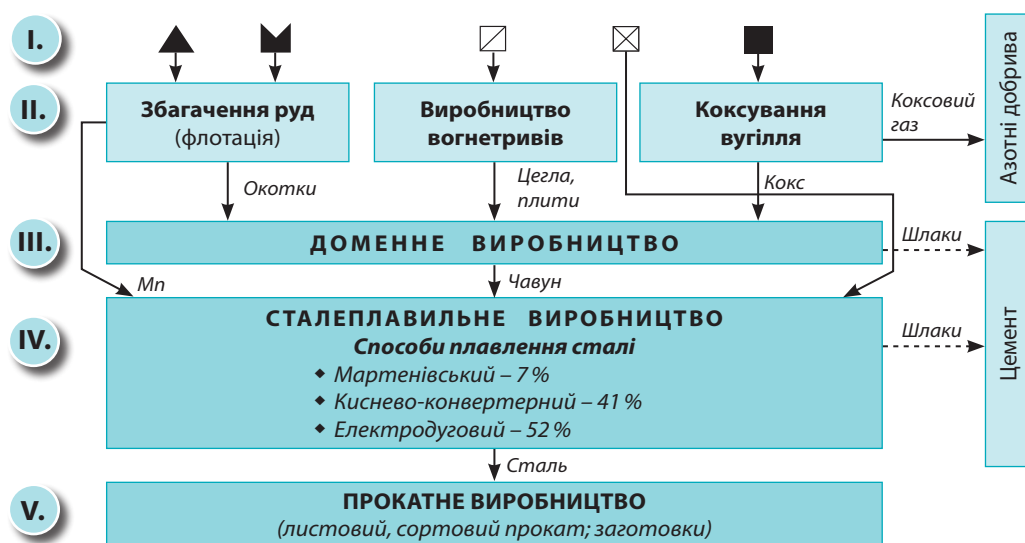 I.
II.
Збагачення руд
(флотація)
Виробництво
вогнетривів
Коксування
вугілля
Коксовий
газ
Азотні добрива
Окотки
Цегла,
плити
Кокс
III.
ДОМЕННЕ ВИРОБНИЦТВО
Шлаки
Мп
Чавун
IV.
СТАЛЕПЛАВИЛЬНЕ ВИРОБНИЦТВО
Способи плавлення сталі
◆ Мартенівський – 7 %
◆ Киснево-конвертерний – 41 %
◆ Електродуговий – 52 %
Шлаки
Цемент
Сталь
V.
ПРОКАТНЕ ВИРОБНИЦТВО
(листовий, сортовий прокат; заготовки)